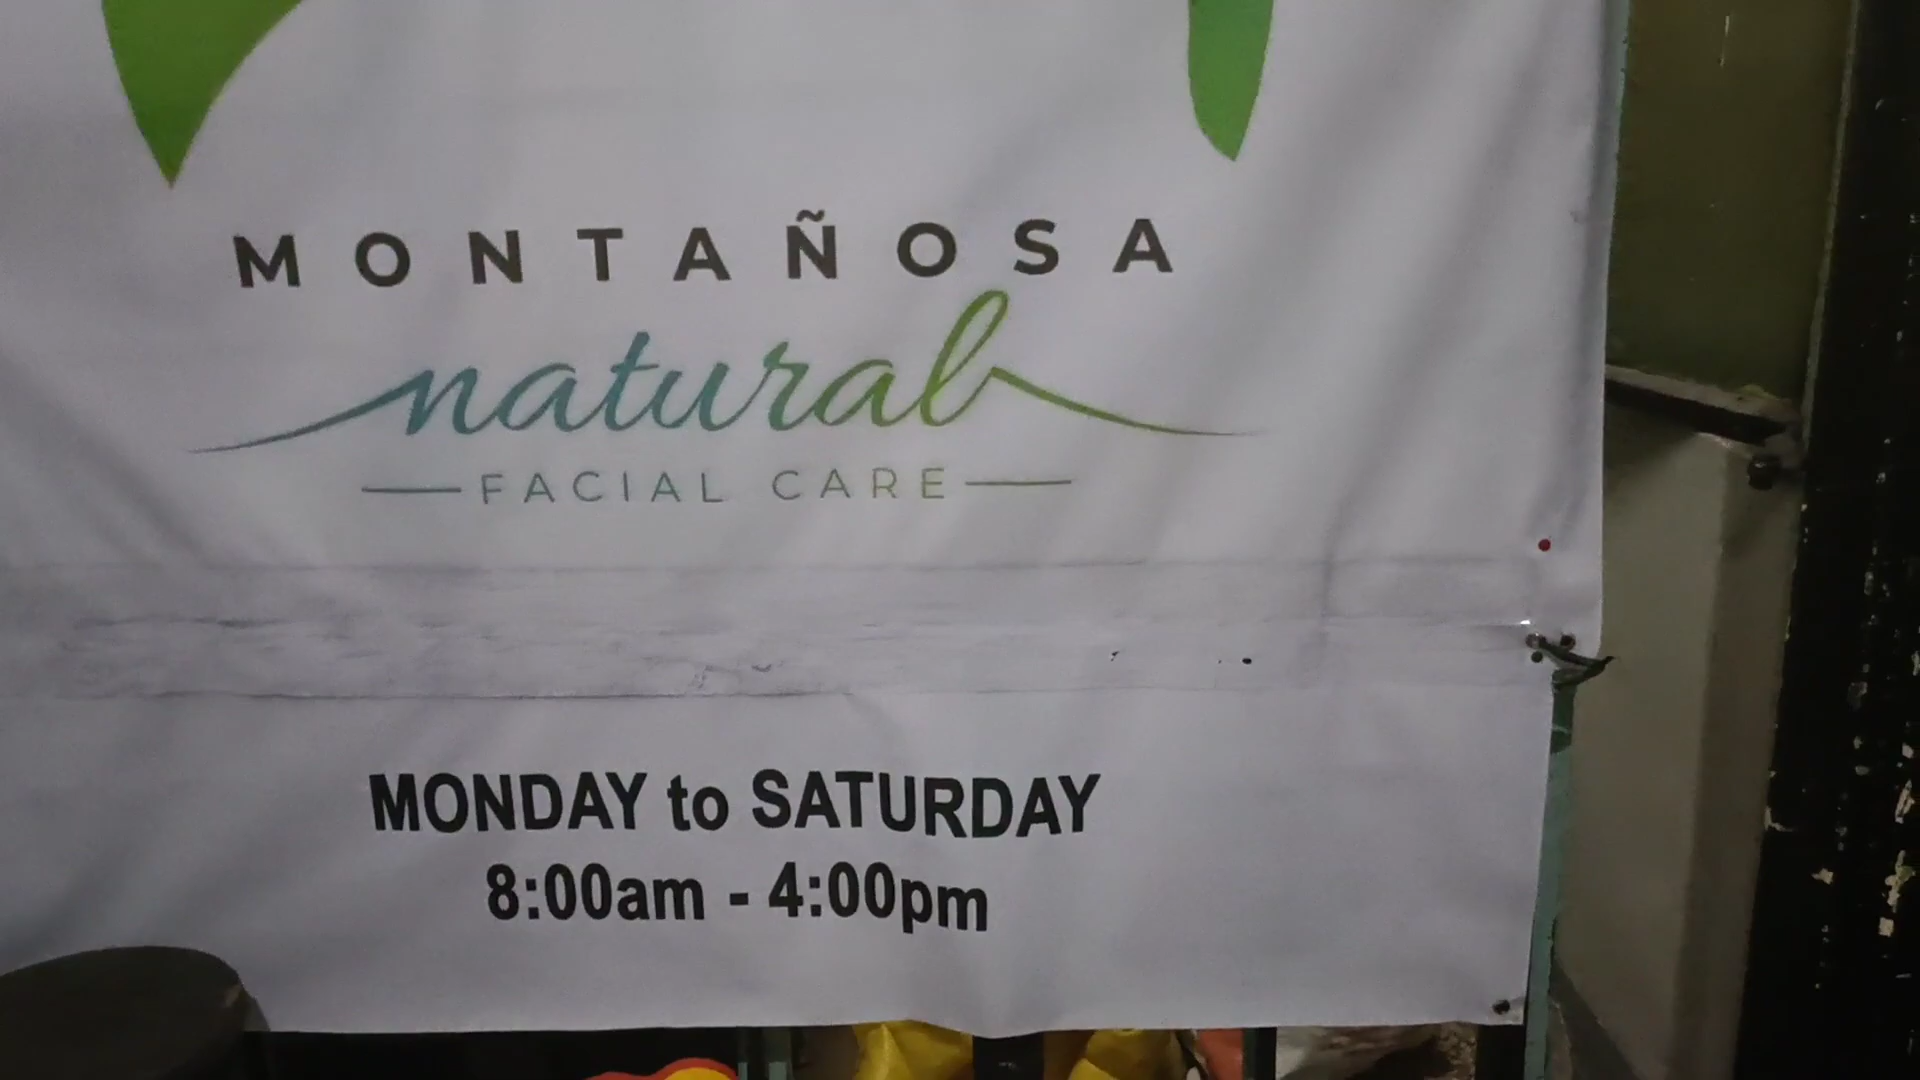 MONTAÑOSA
natural
FACIAL CARE
MONDAY to SATURDAY
8:00am - 4:00pm